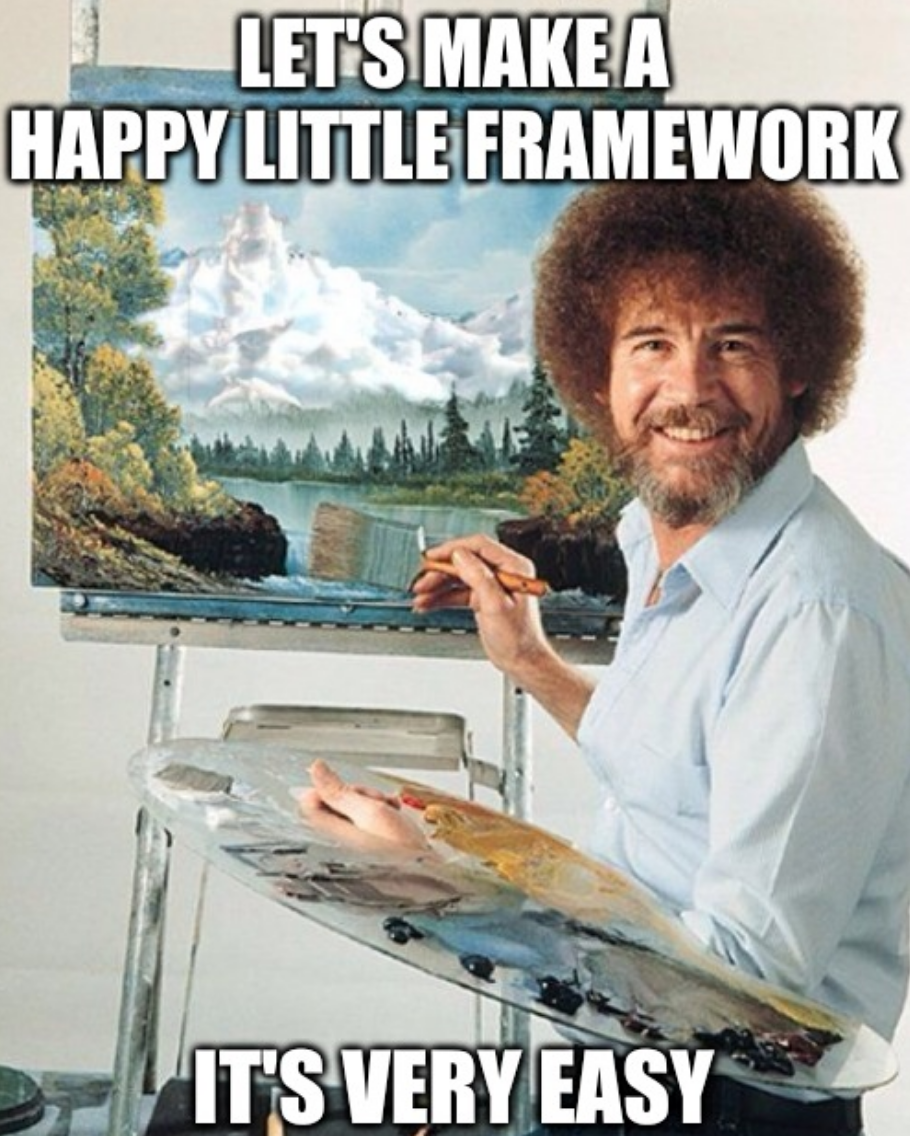 LET'S MAKE A
HAPPY LITTLE FRAMEWORK
IT'S VERY EASY